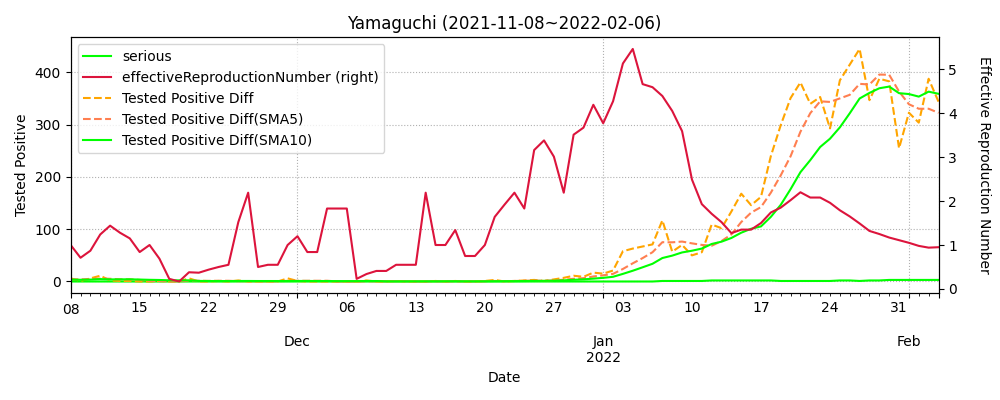 Yamaguchi (2021-11-08~2022-02-06)
serious
effectiveReproductionNumber (right)
Tested Positive Diff
Tested Positive Diff(SMA5)
Tested Positive Diff(SMA10)
Tested Positive
400
300
200
100
0
5
4
3
2
1
0
Effective Reproduction Number
08 15 22 29 06 13 20 27 03 10 17 24 31
Dec Jan Feb
2022
Date